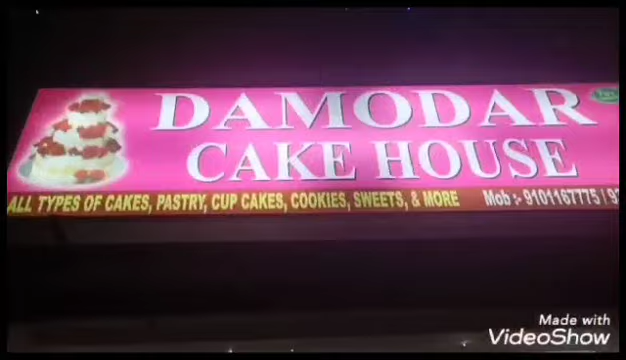 DAMODAR
CAKE HOUSE
ALL TYPES OF CAKES, PASTRY, CUP CAKES, COOKIES, SWEETS, & MORE Mob :- 9101167775 /
Made with
VideoShow